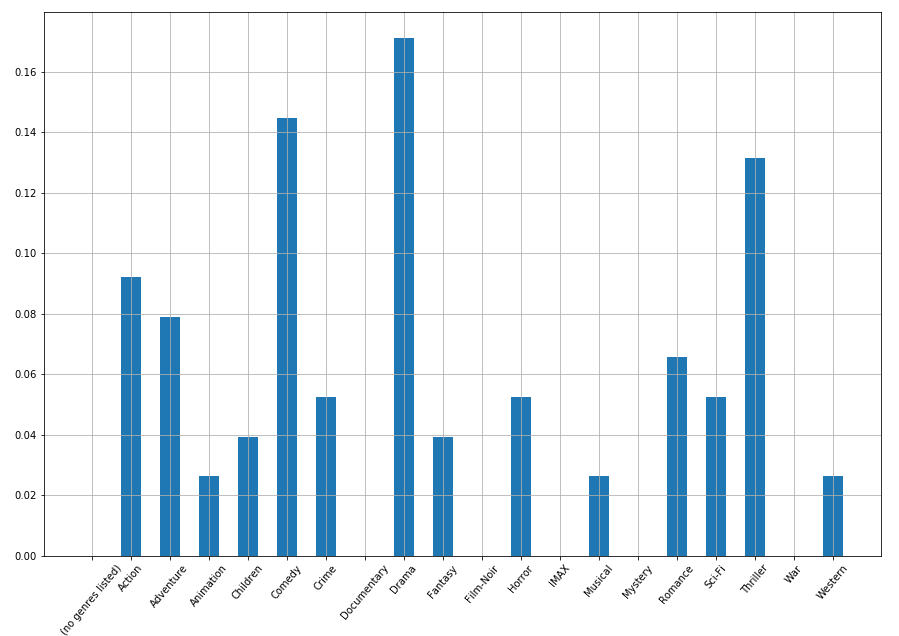 0.16
0.14
0.12
0.10
0.08
0.06
0.04
0.02
0.00
(no genres listed)
Action
Adventure
Animation
Children
Comedy
Crime
Documentary
Drama
Fantasy
Film-Noir
Horror
IMAX
Musical
Mystery
Romance
Sci-Fi
Thriller
War
Western